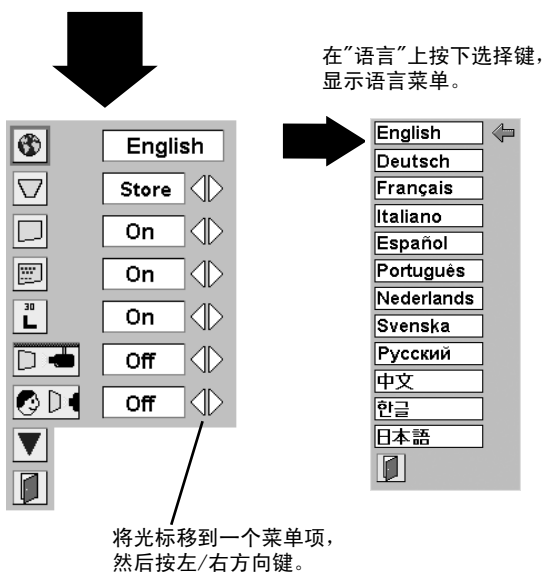 在"语言"上按下选择键，
显示语言菜单。
English
Store
On
On
30
L
On
Off
Off
English
Deutsch
Français
Italiano
Español
Português
Nederlands
Svenska
Русский
中文
한글
日本語
将光标移到一个菜单项，
然后按左/右方向键。